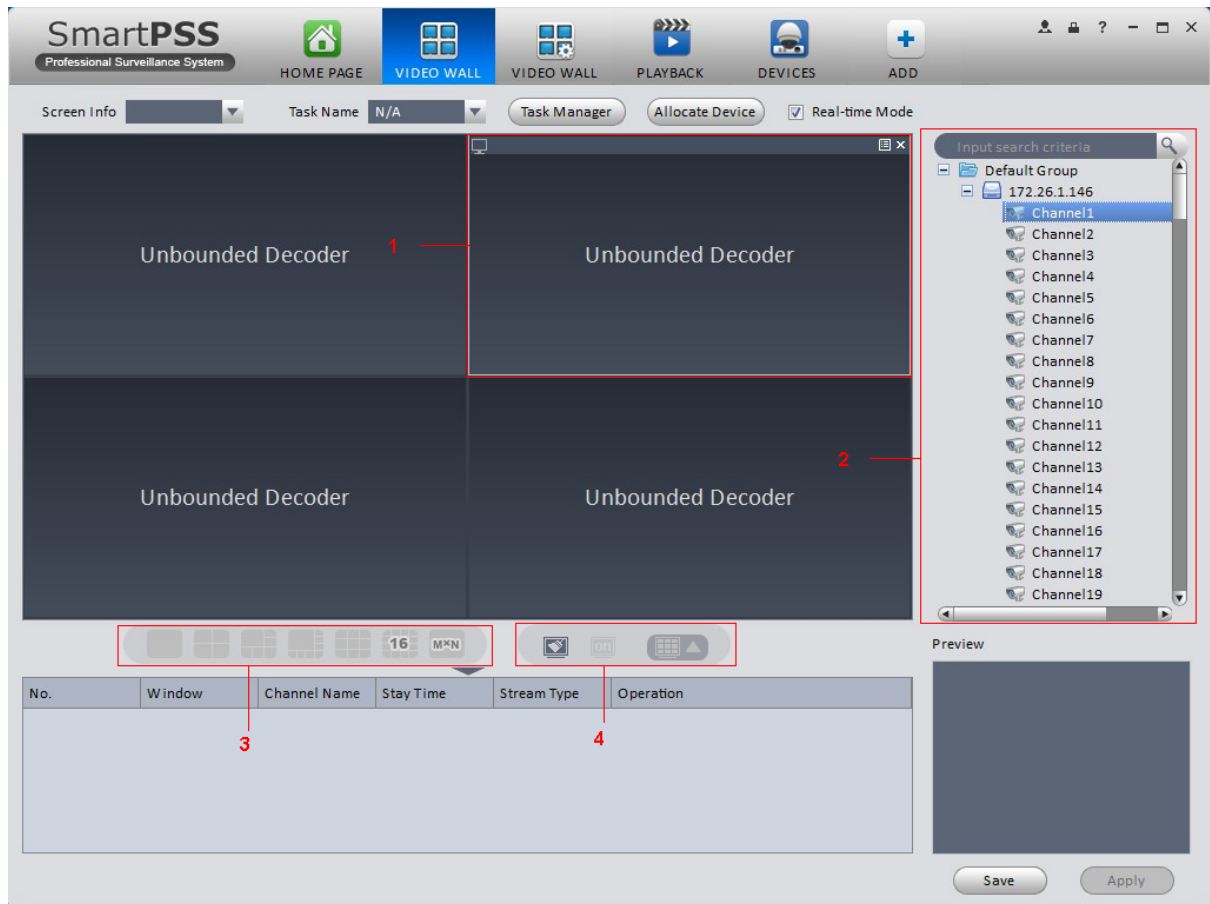 SmartPSS
Professional Surveillance System
HOME PAGE
VIDEO WALL
VIDEO WALL
PLAYBACK
DEVICES
ADD
?
Screen Info
Task Name
N/A
Task Manager
Allocate Device
Real-time Mode
Unbounded Decoder
1
Unbounded Decoder
Unbounded Decoder
Unbounded Decoder
2
Input search criteria
Default Group
172.26.1.146
Channel1
Channel2
Channel3
Channel4
Channel5
Channel6
Channel7
Channel8
Channel9
Channel10
Channel11
Channel12
Channel13
Channel14
Channel15
Channel16
Channel17
Channel18
Channel19
16
M×N
on
Preview
No.
Window
Channel Name
Stay Time
Stream Type
Operation
3
4
Save
Apply